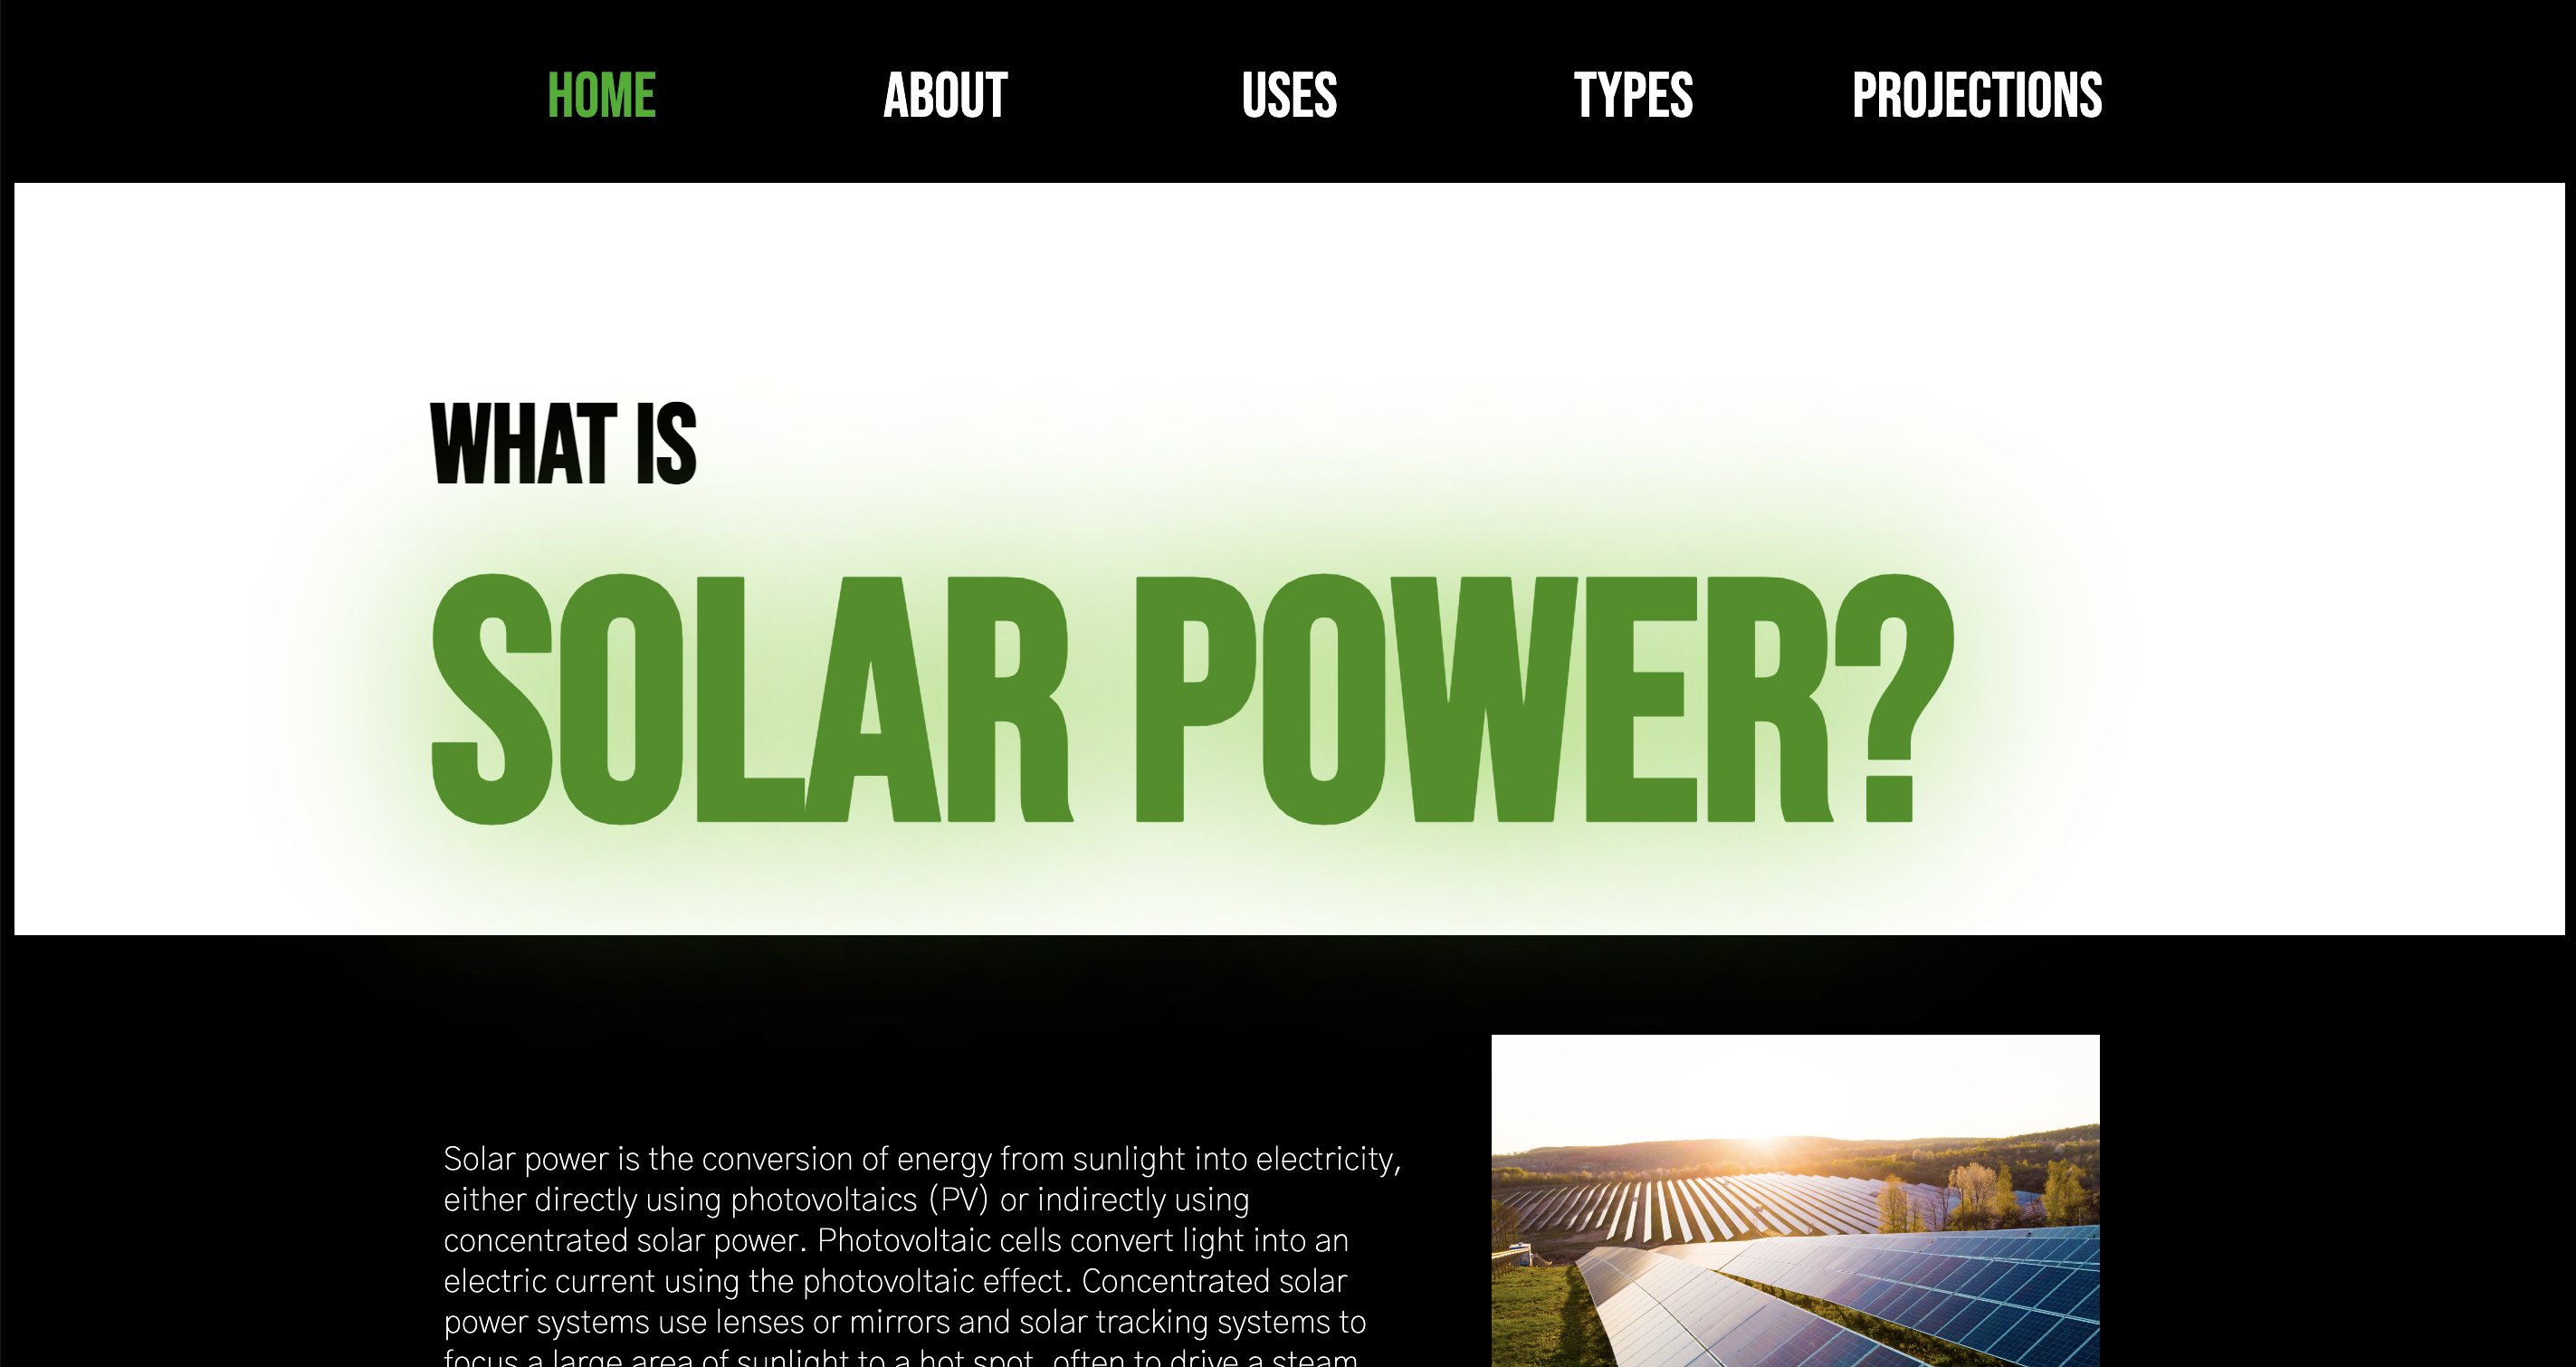 HOME ABOUT USES TYPES PROJECTIONS
WHAT IS
SOLAR POWER?
Solar power is the conversion of energy from sunlight into electricity,
either directly using photovoltaics (PV) or indirectly using
concentrated solar power. Photovoltaic cells convert light into an
electric current using the photovoltaic effect. Concentrated solar
power systems use lenses or mirrors and solar tracking systems to
focus a large area of sunlight to a hot spot, often to drive a steam